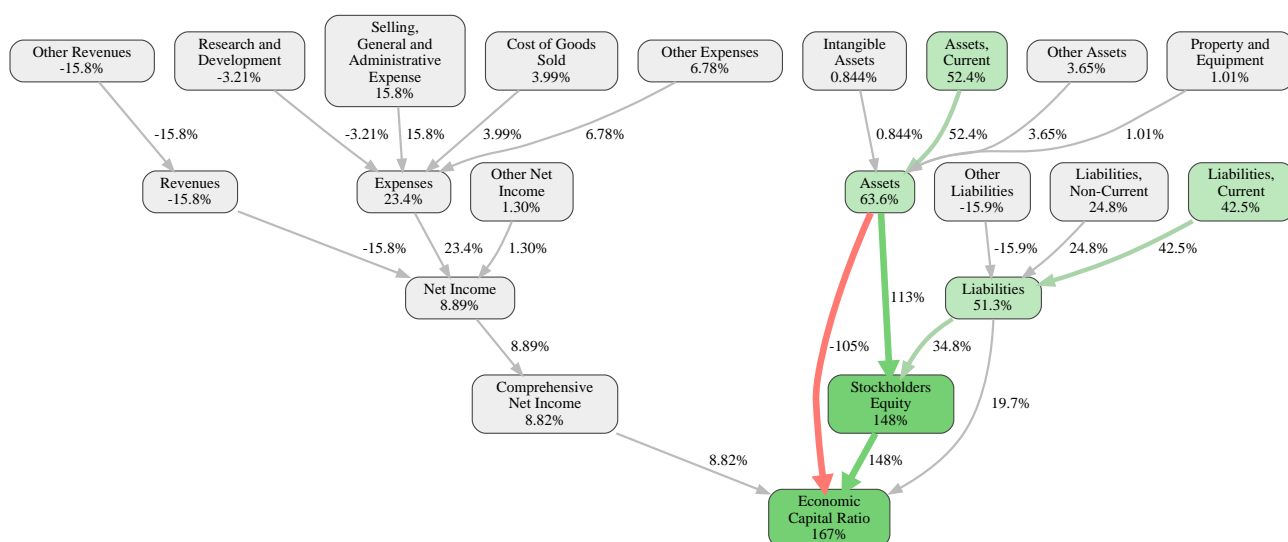 Other Revenues
-15.8%
Research and
Development
-3.21%
Selling,
General and
Administrative
Expense
15.8%
Cost of Goods
Sold
3.99%
Other Expenses
6.78%
Intangible
Assets
0.844%
Assets,
Current
52.4%
Other Assets
3.65%
Property and
Equipment
1.01%
-15.8%
-3.21%
15.8%
3.99%
6.78%
0.844%
52.4%
3.65%
1.01%
Revenues
-15.8%
Expenses
23.4%
Other Net
Income
1.30%
Assets
63.6%
Other
Liabilities
-15.9%
Liabilities,
Non-Current
24.8%
Liabilities,
Current
42.5%
-15.8%
23.4%
1.30%
-15.9%
24.8%
42.5%
Net Income
8.89%
113%
Liabilities
51.3%
8.89%
-105%
34.8%
Comprehensive
Net Income
8.82%
Stockholders
Equity
148%
19.7%
8.82%
148%
Economic
Capital Ratio
167%